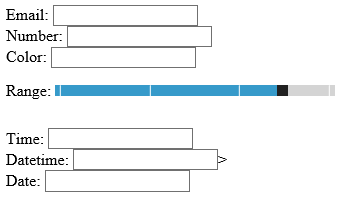 Email:
Number:
Color:
Range:
Time:
Datetime: >
Date: